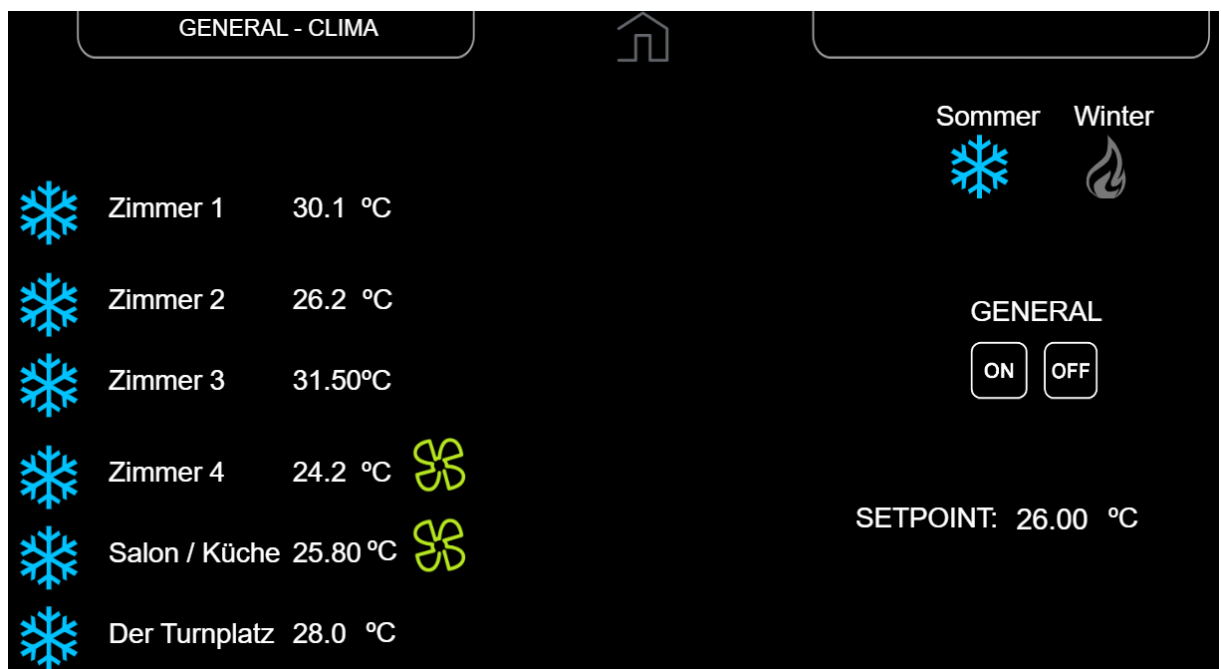 GENERAL - CLIMA
Sommer Winter
Zimmer 1 30.1 ºC
Zimmer 2 26.2 ºC
GENERAL
Zimmer 3 31.50ºC
ON OFF
Zimmer 4 24.2 ºC
SETPOINT: 26.00 ºC
Salon / Küche 25.80 ºC
Der Turnplatz 28.0 ºC